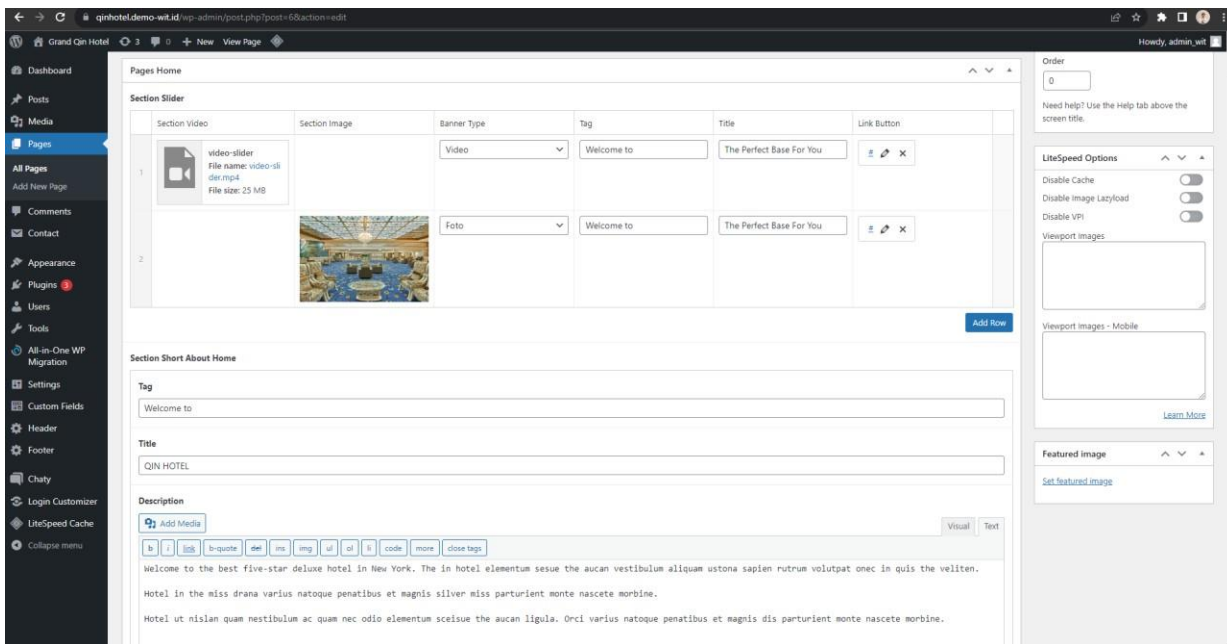 qinhotel.demo-wit.id/wp-admin/post.php?post=6&action=edit
Grand Qin Hotel 3 0 + New View Page
Howdy, admin_wit
Dashboard
Posts
Media
Pages
All Pages
Add New Page
Comments
Contact
Appearance
Plugins 3
Users
Tools
All-in-One WP
Migration
Settings
Custom Fields
Header
Footer
Chaty
Login Customizer
LiteSpeed Cache
Collapse menu
Pages Home
Section Slider
Section Video Section Image Banner Type Tag Title Link Button
1
video-slider
File name: video-sli
der.mp4
File size: 25 MB
Video
Welcome to
The Perfect Base For You
#
2
Foto
Welcome to
The Perfect Base For You
#
Add Row
Section Short About Home
Tag
Welcome to
Title
QIN HOTEL
Description
Add Media
Visual Text
b i link b-quote del ins img ul ol li code more close tags
Welcome to the best five-star deluxe hotel in New York. The in hotel elementum sesue the aucan vestibulum aliquam ustona sapien rutrum volutpat onec in quis the veliten.
Hotel in the miss drana varius natoque penatibus et magnis silver miss parturient monte nascete morbine.
Hotel ut nislan quam nestibulum ac quam nec odio elementum sceisue the aucan ligula. Orci varius natoque penatibus et magnis dis parturient monte nascete morbine.
Order
0
Need help? Use the Help tab above the
screen title.
LiteSpeed Options
Disable Cache
Disable Image Lazyload
Disable VPI
Viewport Images
Viewport Images - Mobile
Learn More
Featured image
Set featured image